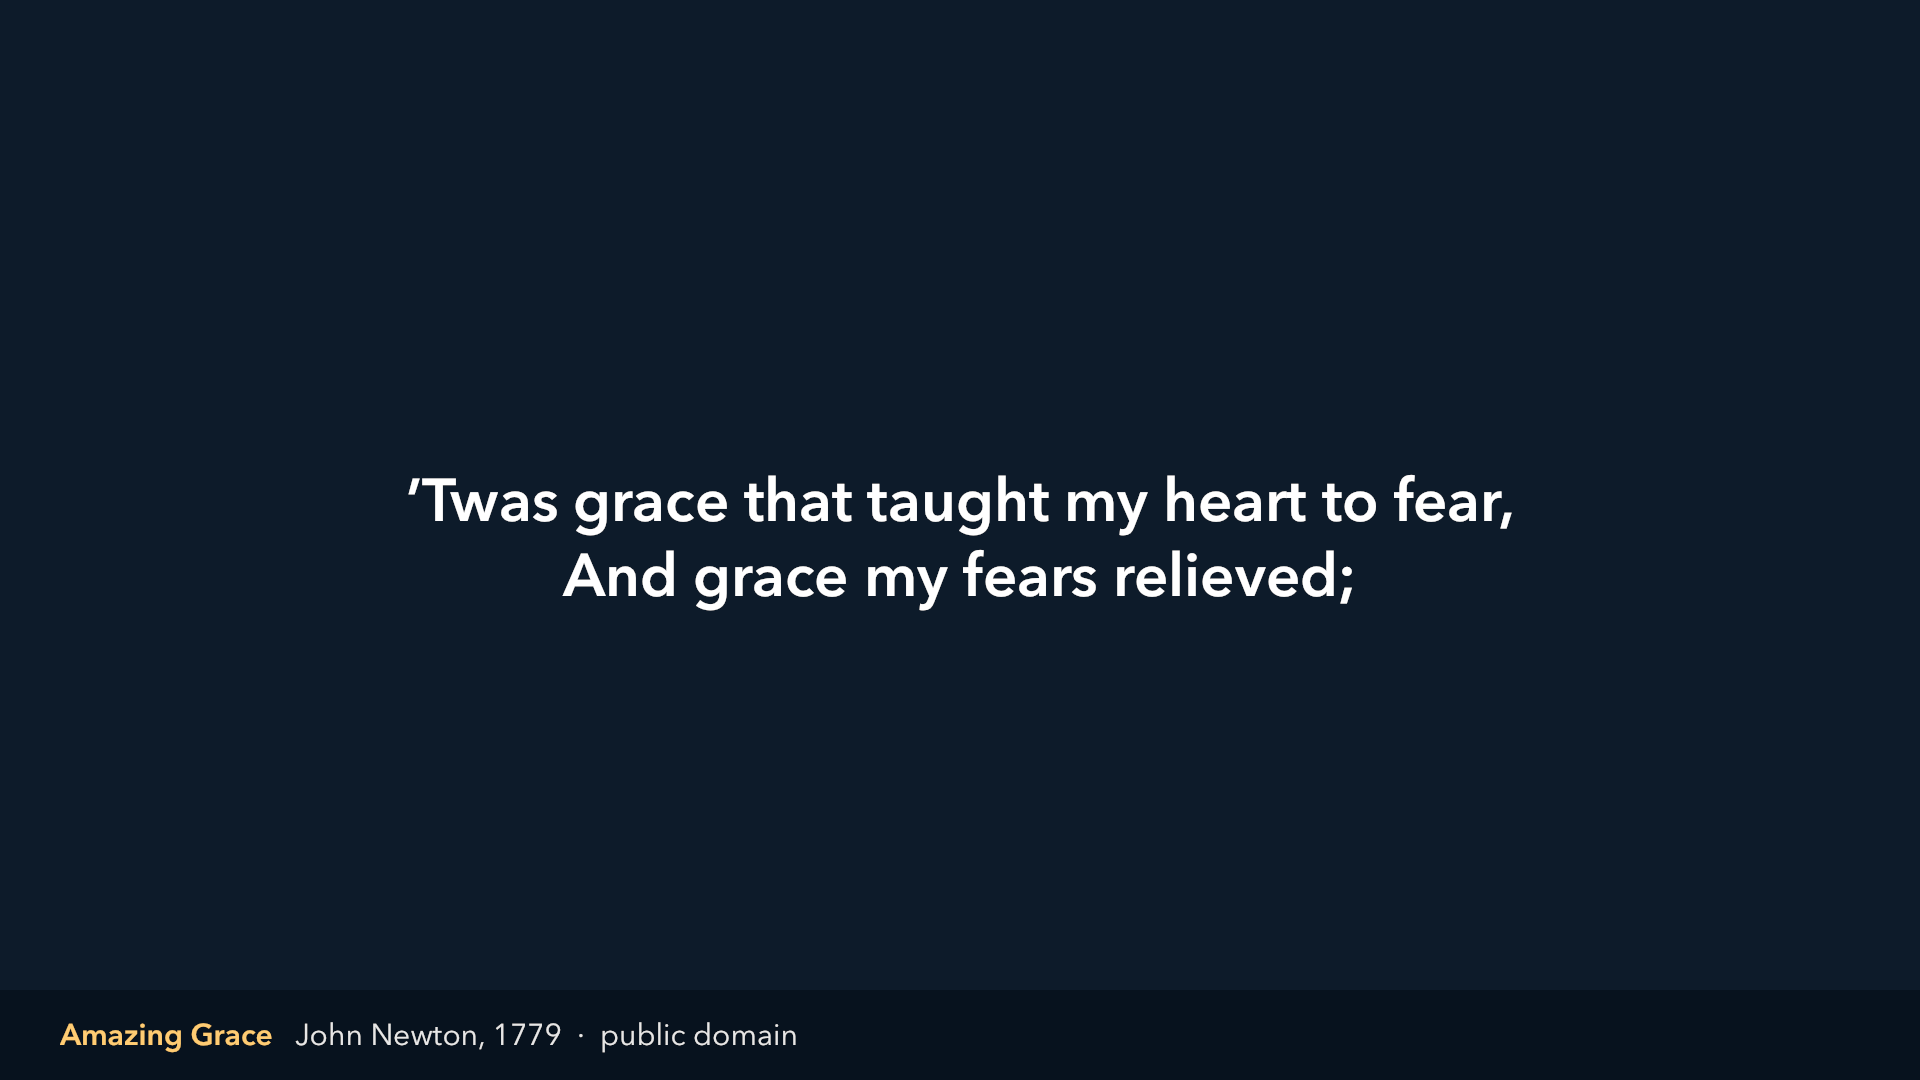 ’Twas grace that taught my heart to fear,
And grace my fears relieved;
Amazing Grace John Newton, 1779 · public domain